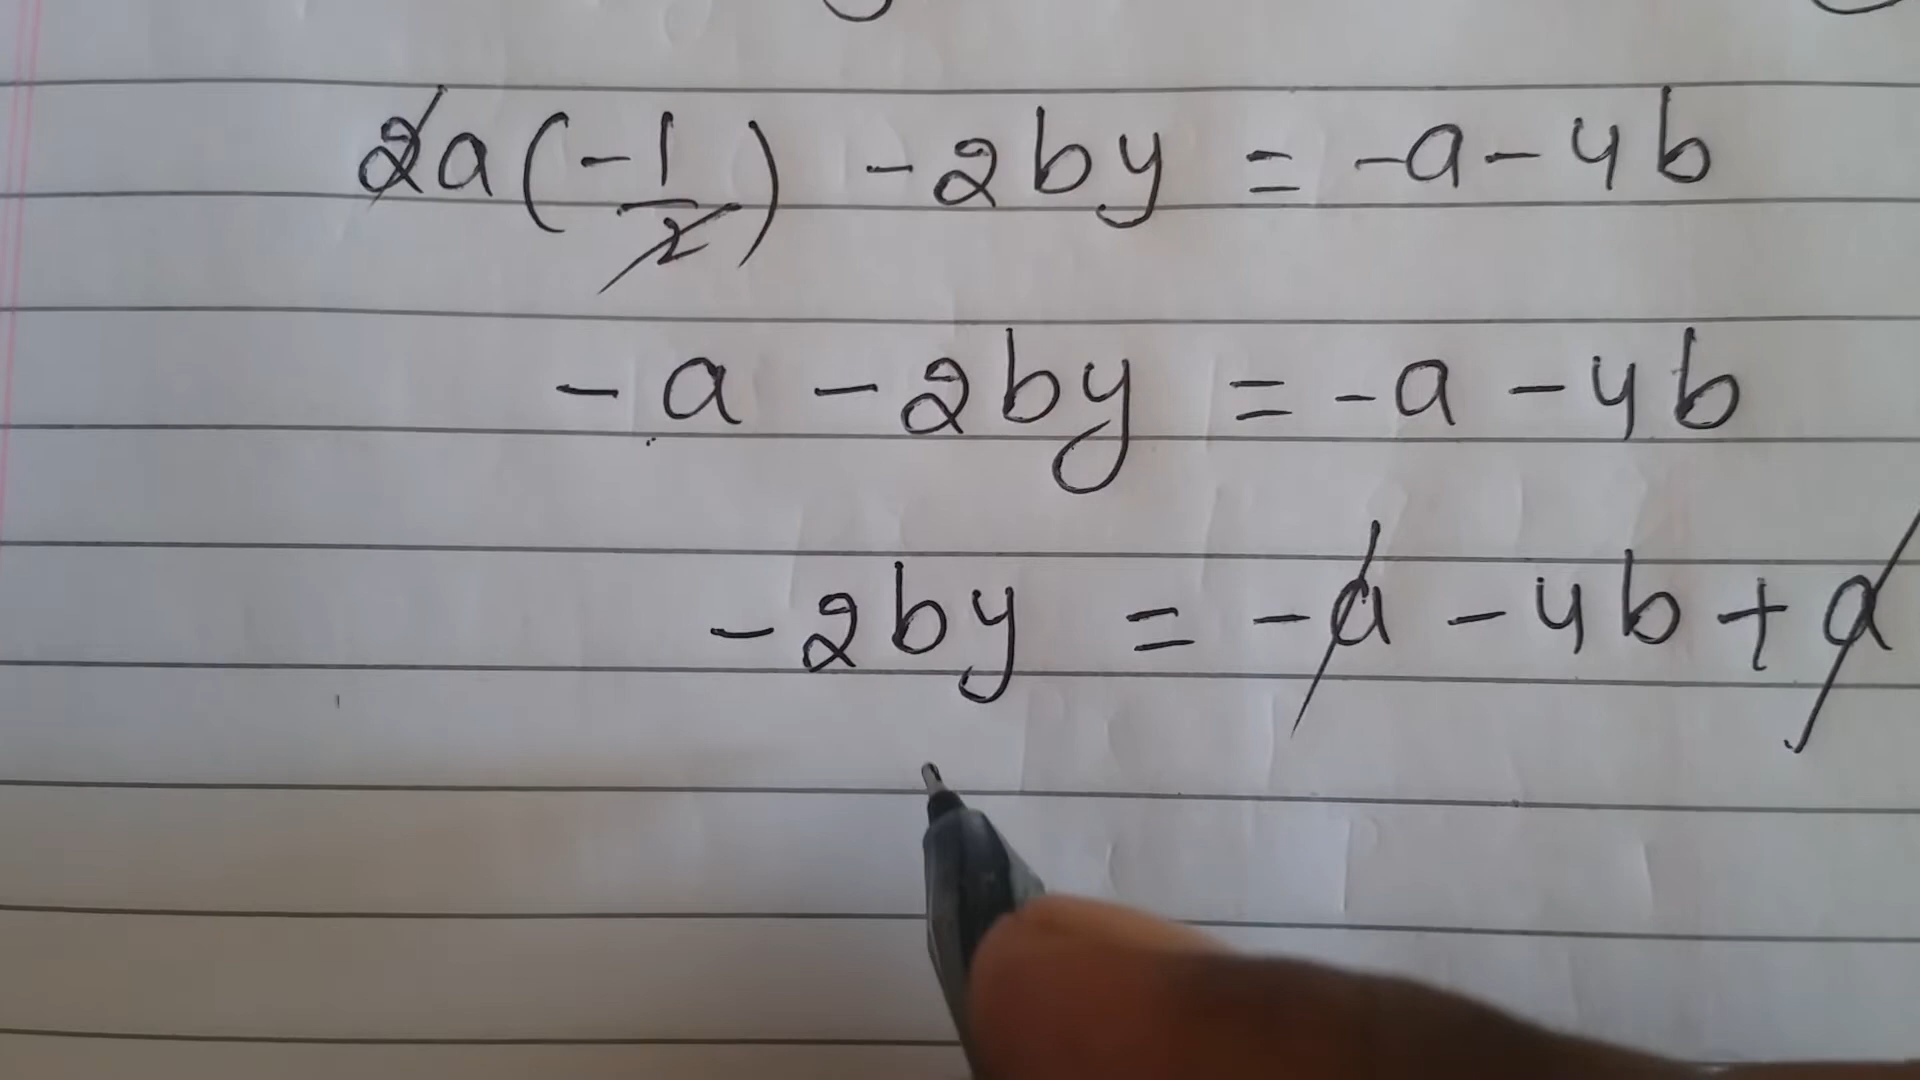 2a(-1/2) - 2by = -a - 4b
-a - 2by = -a - 4b
-2by = -a - 4b + a